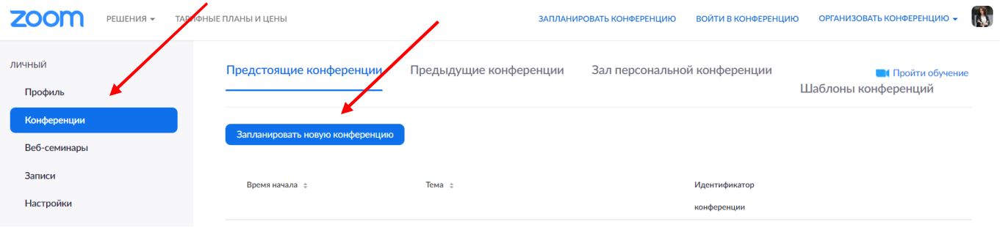 zoom РЕШЕНИЯ ТАРИФНЫЕ ПЛАНЫ И ЦЕНЫ ЗАПЛАНИРОВАТЬ КОНФЕРЕНЦИЮ ВОЙТИ В КОНФЕРЕНЦИЮ ОРГАНИЗОВАТЬ КОНФЕРЕНЦИЮ
ЛИЧНЫЙ
Профиль
Конференции
Веб-семинары
Записи
Настройки
Предстоящие конференции Предыдущие конференции Зал персональной конференции
Пройти обучение
Шаблоны конференций
Запланировать новую конференцию
Время начала Тема Идентификатор
конференции